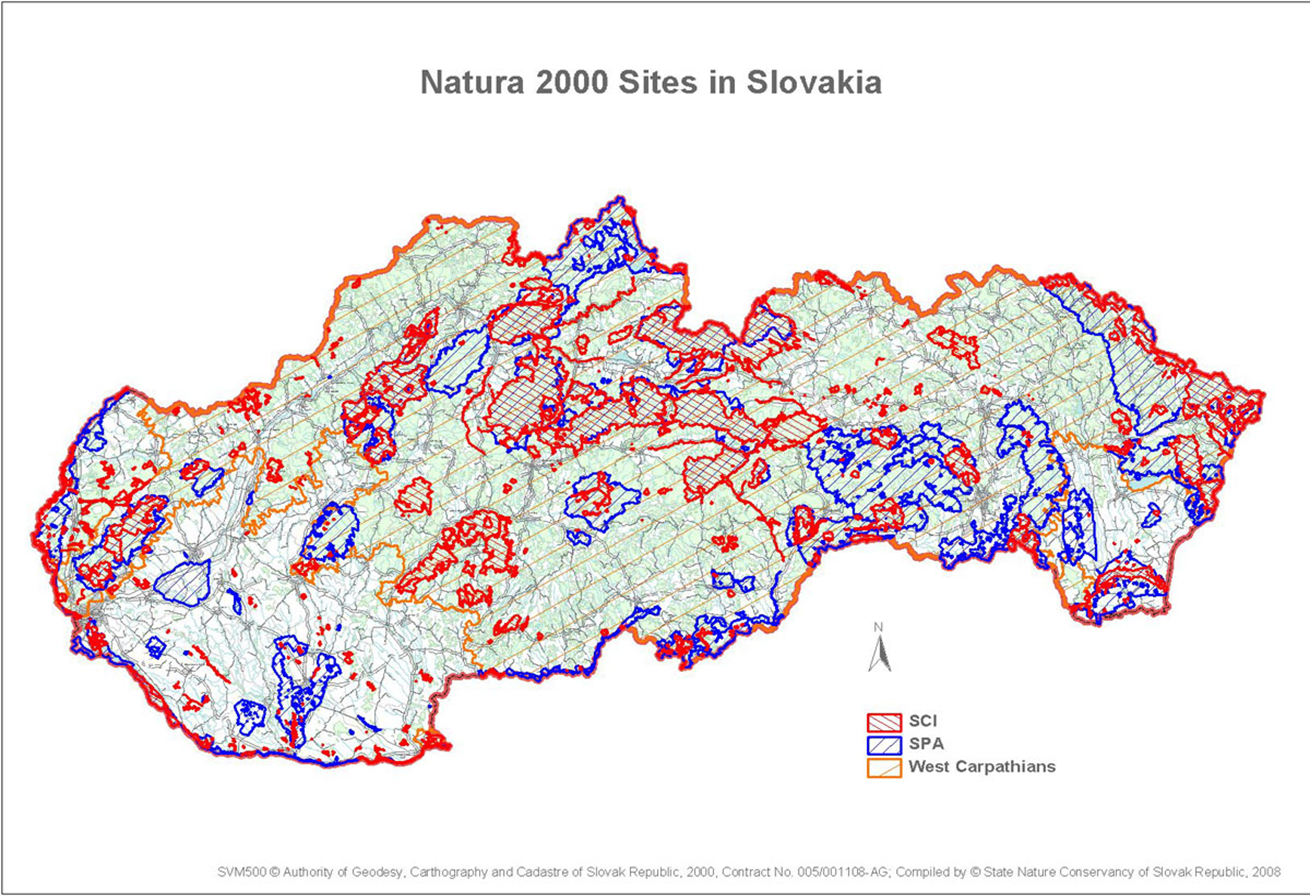 Natura 2000 Sites in Slovakia
N
SCI
SPA
West Carpathians
SVM500 © Authority of Geodesy, Carthography and Cadastre of Slovak Republic, 2000, Contract No. 005/001108-AG; Compiled by © State Nature Conservancy of Slovak Republic, 2008